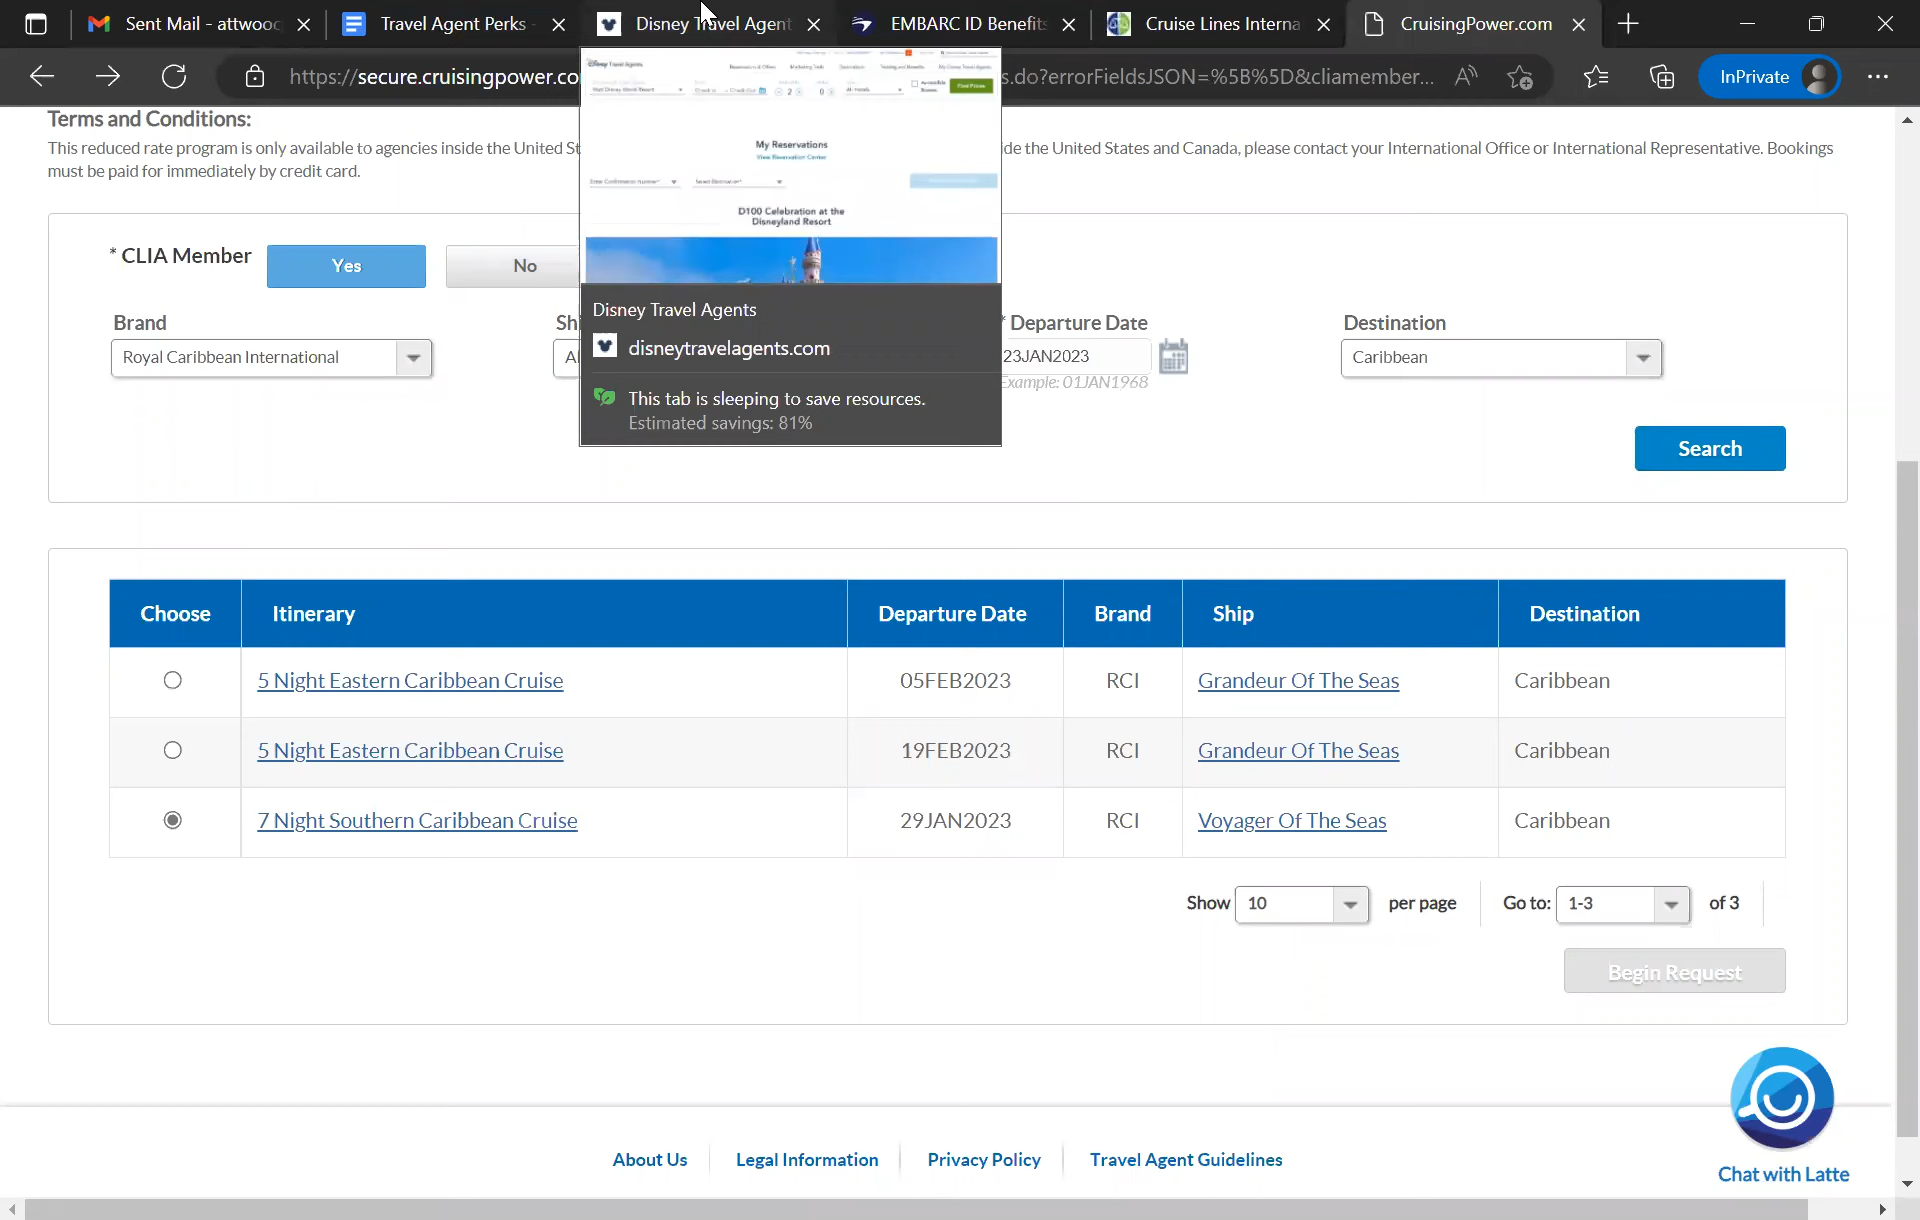 Sent Mail - attwooc
Travel Agent Perks
Disney Travel Agent
EMBARC ID Benefits
Cruise Lines Interna
CruisingPower.com
https://secure.cruisingpower.co
s.do?errorFieldsJSON=%5B%5D&cliamember...
InPrivate
Terms and Conditions:
This reduced rate program is only available to agencies inside the United St
ide the United States and Canada, please contact your International Office or International Representative. Bookings
must be paid for immediately by credit card.
Disney Travel Agents
My Reservations
View Reservation Center
D100 Celebration at the
Disneyland Resort
Disney Travel Agents
disneytravelagents.com
This tab is sleeping to save resources.
Estimated savings: 81%
* CLIA Member
Yes
No
Brand
Shi
* Departure Date
Destination
Royal Caribbean International
Al
23JAN2023
Caribbean
Example: 01JAN1968
Search
Choose
Itinerary
Departure Date
Brand
Ship
Destination
5 Night Eastern Caribbean Cruise
05FEB2023
RCI
Grandeur Of The Seas
Caribbean
5 Night Eastern Caribbean Cruise
19FEB2023
RCI
Grandeur Of The Seas
Caribbean
7 Night Southern Caribbean Cruise
29JAN2023
RCI
Voyager Of The Seas
Caribbean
Show 10 per page
Go to: 1-3 of 3
Begin Request
About Us
Legal Information
Privacy Policy
Travel Agent Guidelines
Chat with Latte